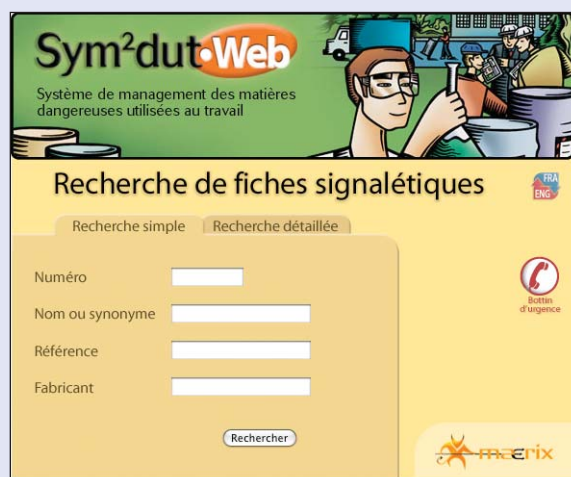 Sym²dut•Web
Système de management des matières
dangereuses utilisées au travail
Recherche de fiches signalétiques
FRA
ENG
Recherche simple
Recherche détaillée
Numéro
Nom ou synonyme
Bottin
d'urgence
Référence
Fabricant
Rechercher
maerix